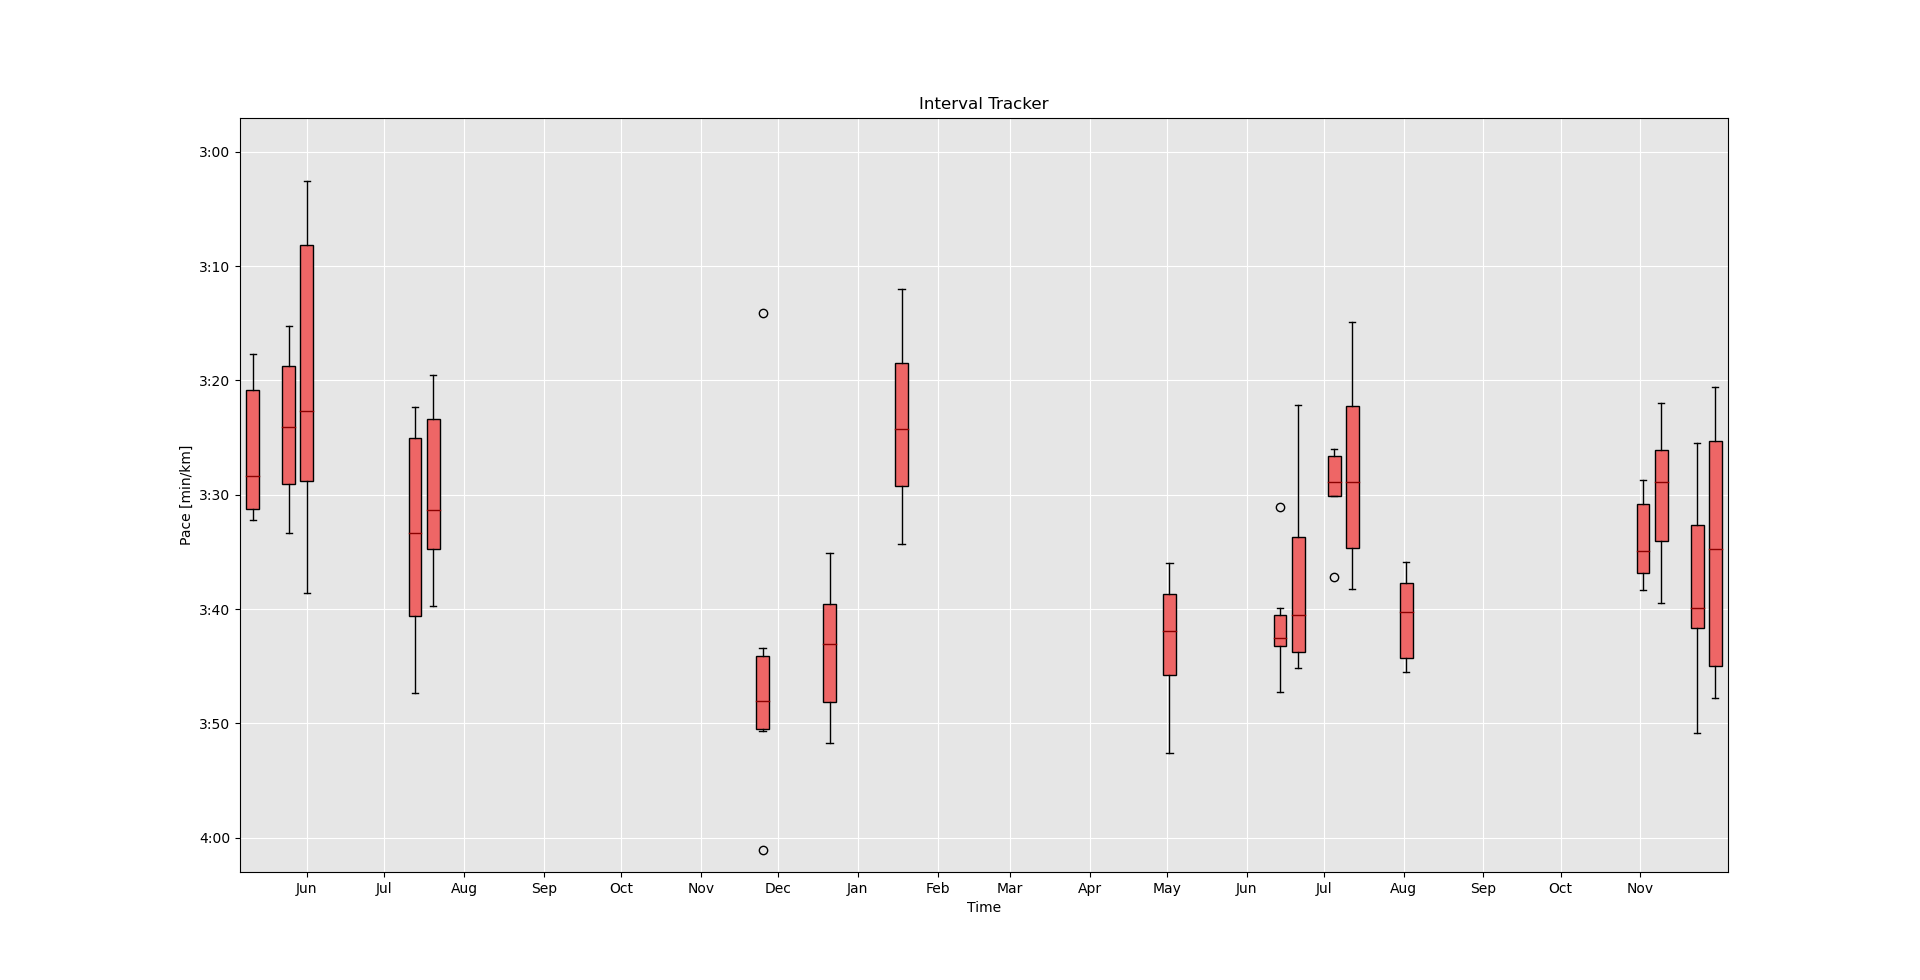 Interval Tracker
3:00
3:10
3:20
3:30
3:40
3:50
4:00
Pace [min/km]
Jun Jul Aug Sep Oct Nov Dec Jan Feb Mar Apr May Jun Jul Aug Sep Oct Nov
Time